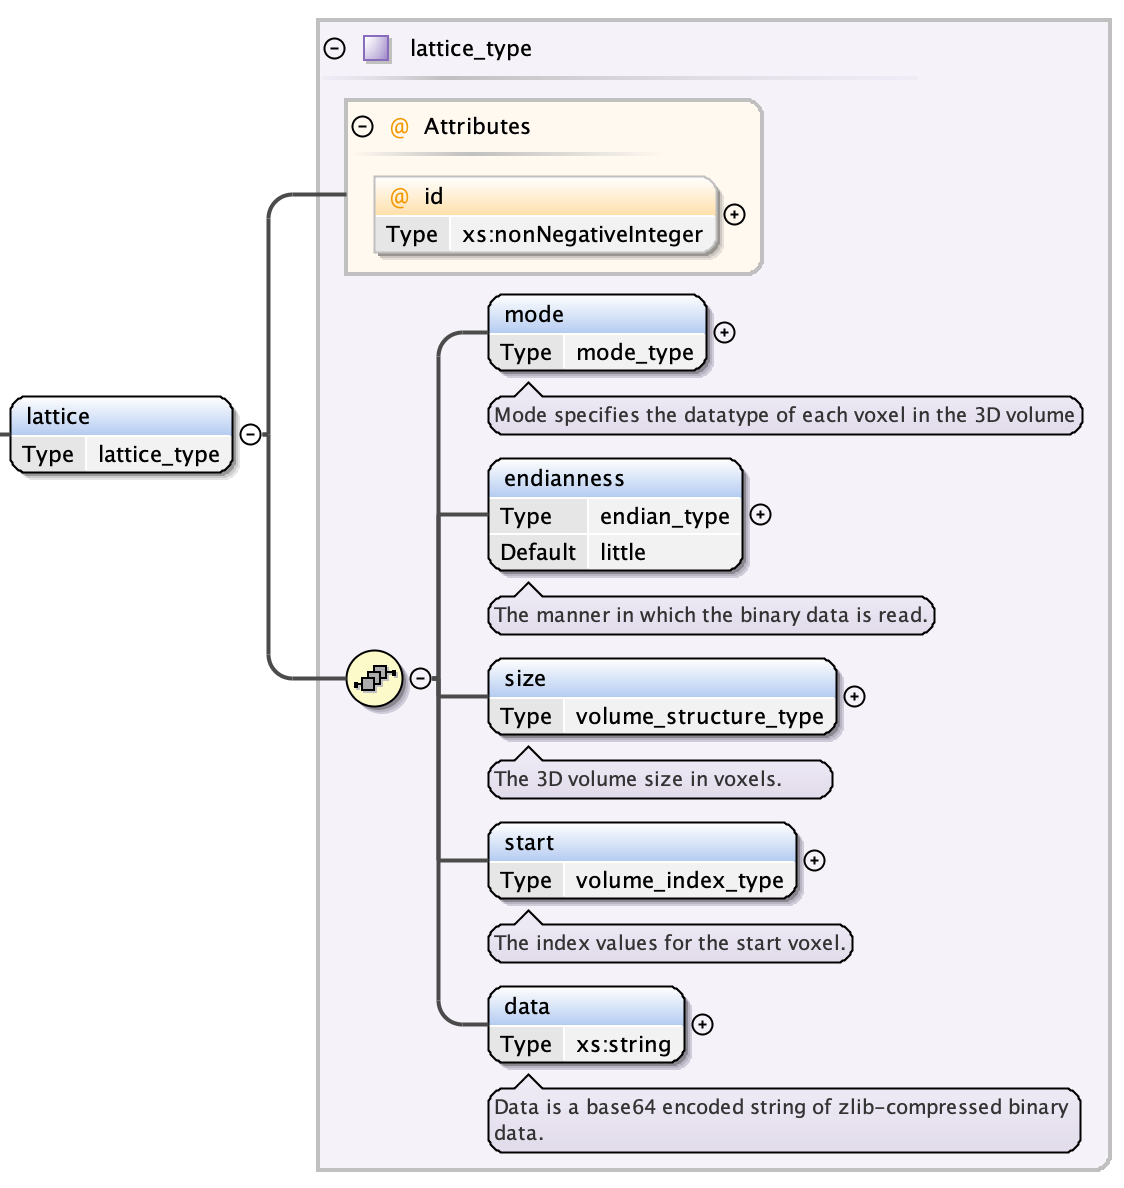 lattice_type
@ Attributes
@ id
Type xs:nonNegativeInteger
mode
Type mode_type
Mode specifies the datatype of each voxel in the 3D volume
lattice
Type lattice_type
endianness
Type endian_type
Default little
The manner in which the binary data is read.
size
Type volume_structure_type
The 3D volume size in voxels.
start
Type volume_index_type
The index values for the start voxel.
data
Type xs:string
Data is a base64 encoded string of zlib-compressed binary
data.